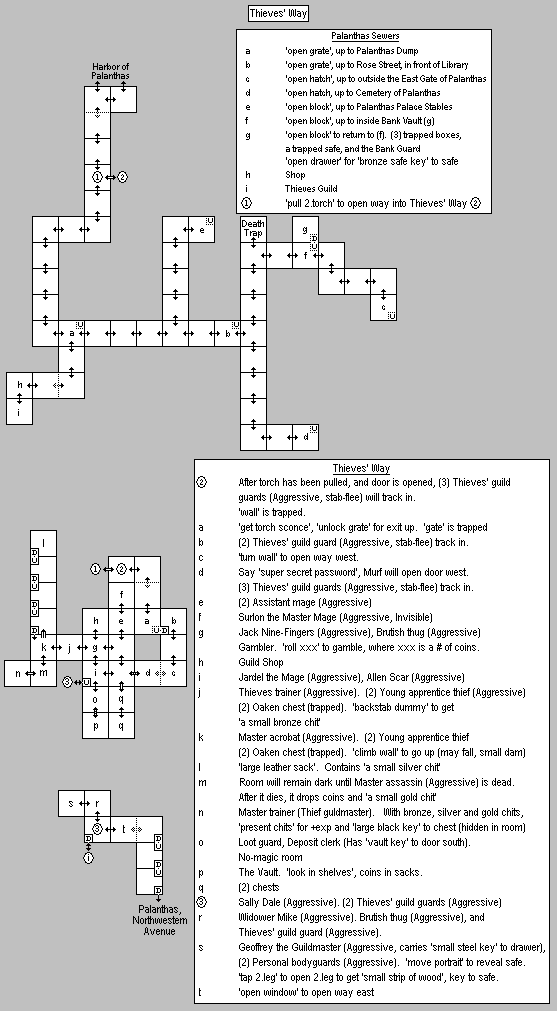 Thieves' Way
Palanthas Sewers
a 'open grate', up to Palanthas Dump
b 'open grate', up to Rose Street, in front of Library
c 'open hatch', up to outside the East Gate of Palanthas
d 'open hatch, up to Cemetery of Palanthas
e 'open block', up to Palanthas Palace Stables
f 'open block', up to inside Bank Vault (g)
g 'open block' to return to (f). (3) trapped boxes,
a trapped safe, and the Bank Guard
'open drawer' for 'bronze safe key' to safe
h Shop
i Thieves Guild
1 'pull 2.torch' to open way into Thieves' Way 2
Harbor of
Palanthas
1 2
e U
Death
Trap
g
D
U
f
c
U
a U
b U
h
i
d U
Thieves' Way
2 After torch has been pulled, and door is opened, (3) Thieves' guild
guards (Aggressive, stab-flee) will track in.
'wall' is trapped.
a 'get torch sconce', 'unlock grate' for exit up. 'gate' is trapped
b (2) Thieves' guild guard (Aggressive, stab-flee) track in.
c 'turn wall' to open way west.
d Say 'super secret password', Murf will open door west.
(3) Thieves' guild guards (Aggressive, stab-flee) track in.
e (2) Assistant mage (Aggressive)
f Surlon the Master Mage (Aggressive, Invisible)
g Jack Nine-Fingers (Aggressive), Brutish thug (Aggressive)
Gambler. 'roll xxx' to gamble, where xxx is a # of coins.
h Guild Shop
i Jardel the Mage (Aggressive), Allen Scar (Aggressive)
j Thieves trainer (Aggressive). (2) Young apprentice thief (Aggressive)
(2) Oaken chest (trapped). 'backstab dummy' to get
'a small bronze chit'
k Master acrobat (Aggressive). (2) Young apprentice thief
(2) Oaken chest (trapped). 'climb wall' to go up (may fall, small dam)
l 'large leather sack'. Contains 'a small silver chit'
m Room will remain dark until Master assassin (Aggressive) is dead.
After it dies, it drops coins and 'a small gold chit'
n Master trainer (Thief guildmaster). With bronze, silver and gold chits,
'present chits' for +exp and 'large black key' to chest (hidden in room)
o Loot guard, Deposit clerk (Has 'vault key' to door south).
No-magic room
p The Vault. 'look in shelves', coins in sacks.
q (2) chests
3 Sally Dale (Aggressive). (2) Thieves' guild guards (Aggressive)
r Widower Mike (Aggressive). Brutish thug (Aggressive), and
Thieves' guild guard (Aggressive).
s Geoffrey the Guildmaster (Aggressive, carries 'small steel key' to drawer),
(2) Personal bodyguards (Aggressive). 'move portrait' to reveal safe.
'tap 2.leg' to open 2.leg to get 'small strip of wood', key to safe.
t 'open window' to open way east
l
D
U
D
U
D
U
1 2
f
h e a b
U D
k j g
n m
3 U i d c
o q
p q
s r
3 t
D
i
D
U
D
U
D
Palanthas,
Northwestern
Avenue